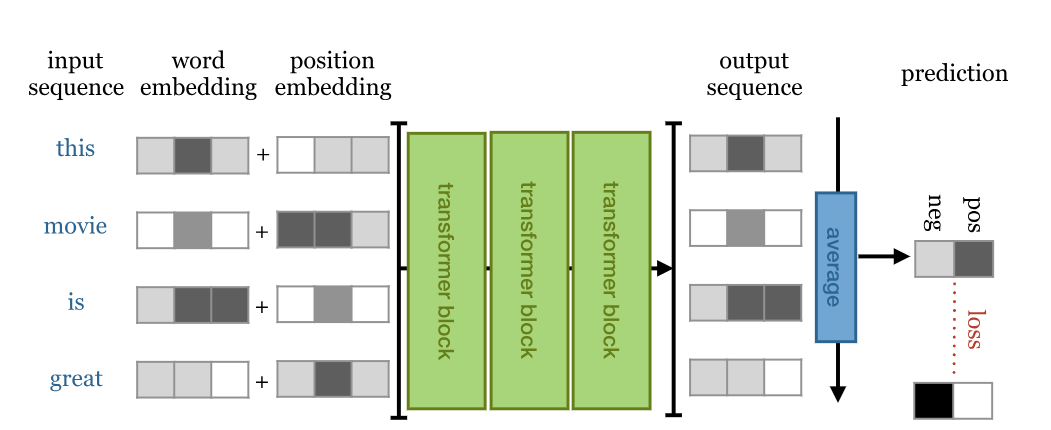 input
sequence
word
embedding
position
embedding
output
sequence
prediction
this
+
movie
+
is
+
great
+
transformer block
transformer block
transformer block
average
neg
pos
loss